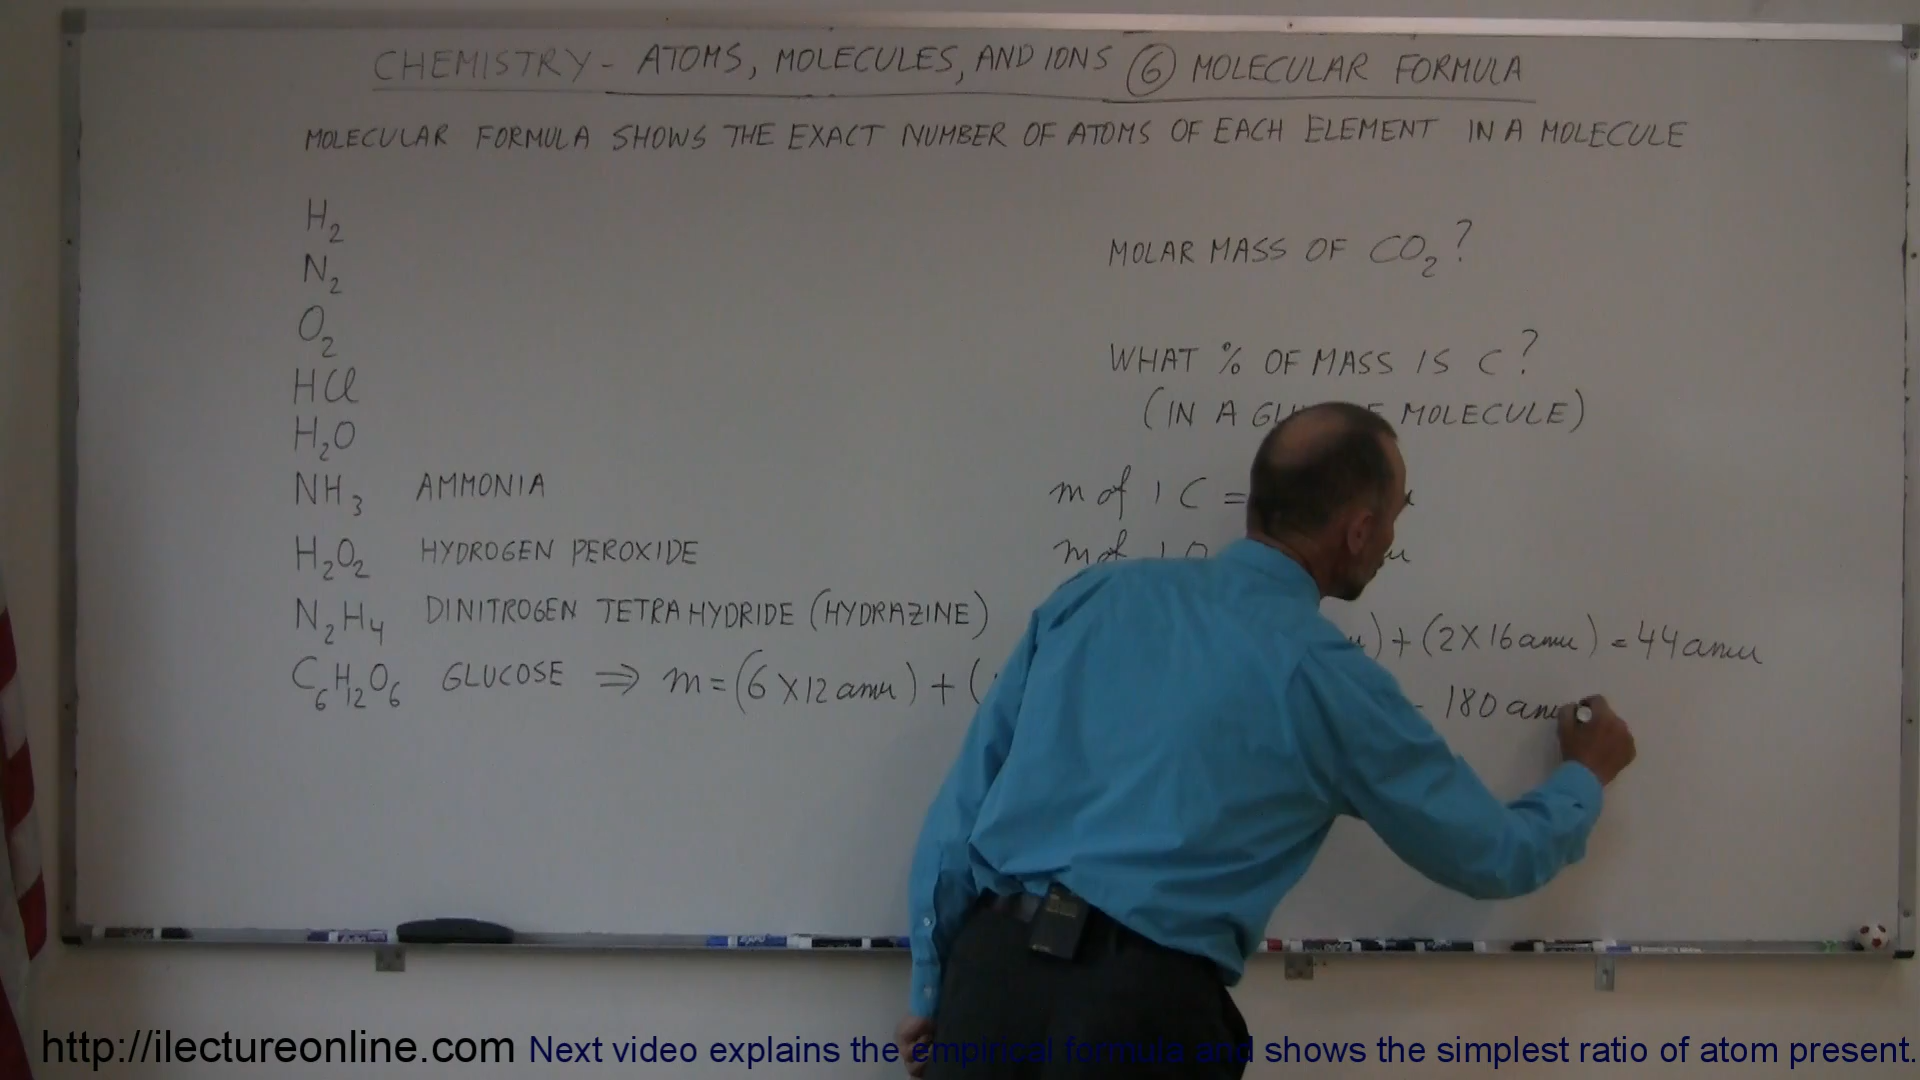 CHEMISTRY - ATOMS, MOLECULES, AND IONS ⑥ MOLECULAR FORMULA
MOLECULAR FORMULA SHOWS THE EXACT NUMBER OF ATOMS OF EACH ELEMENT IN A MOLECULE
H₂
N₂
O₂
HCl
H₂O
NH₃ AMMONIA
H₂O₂ HYDROGEN PEROXIDE
N₂H₄ DINITROGEN TETRAHYDRIDE (HYDRAZINE)
C₆H₁₂O₆ GLUCOSE ⇒ m = (6 X 12 amu) + (
MOLAR MASS OF CO₂?
WHAT % OF MASS IS C?
(IN A MOLECULE)
m of 1 C =
m of 1 O
) + (2 X 16 amu) = 44 amu
180 amu
http://ilectureonline.com Next video explains the empirical formula and shows the simplest ratio of atom present.